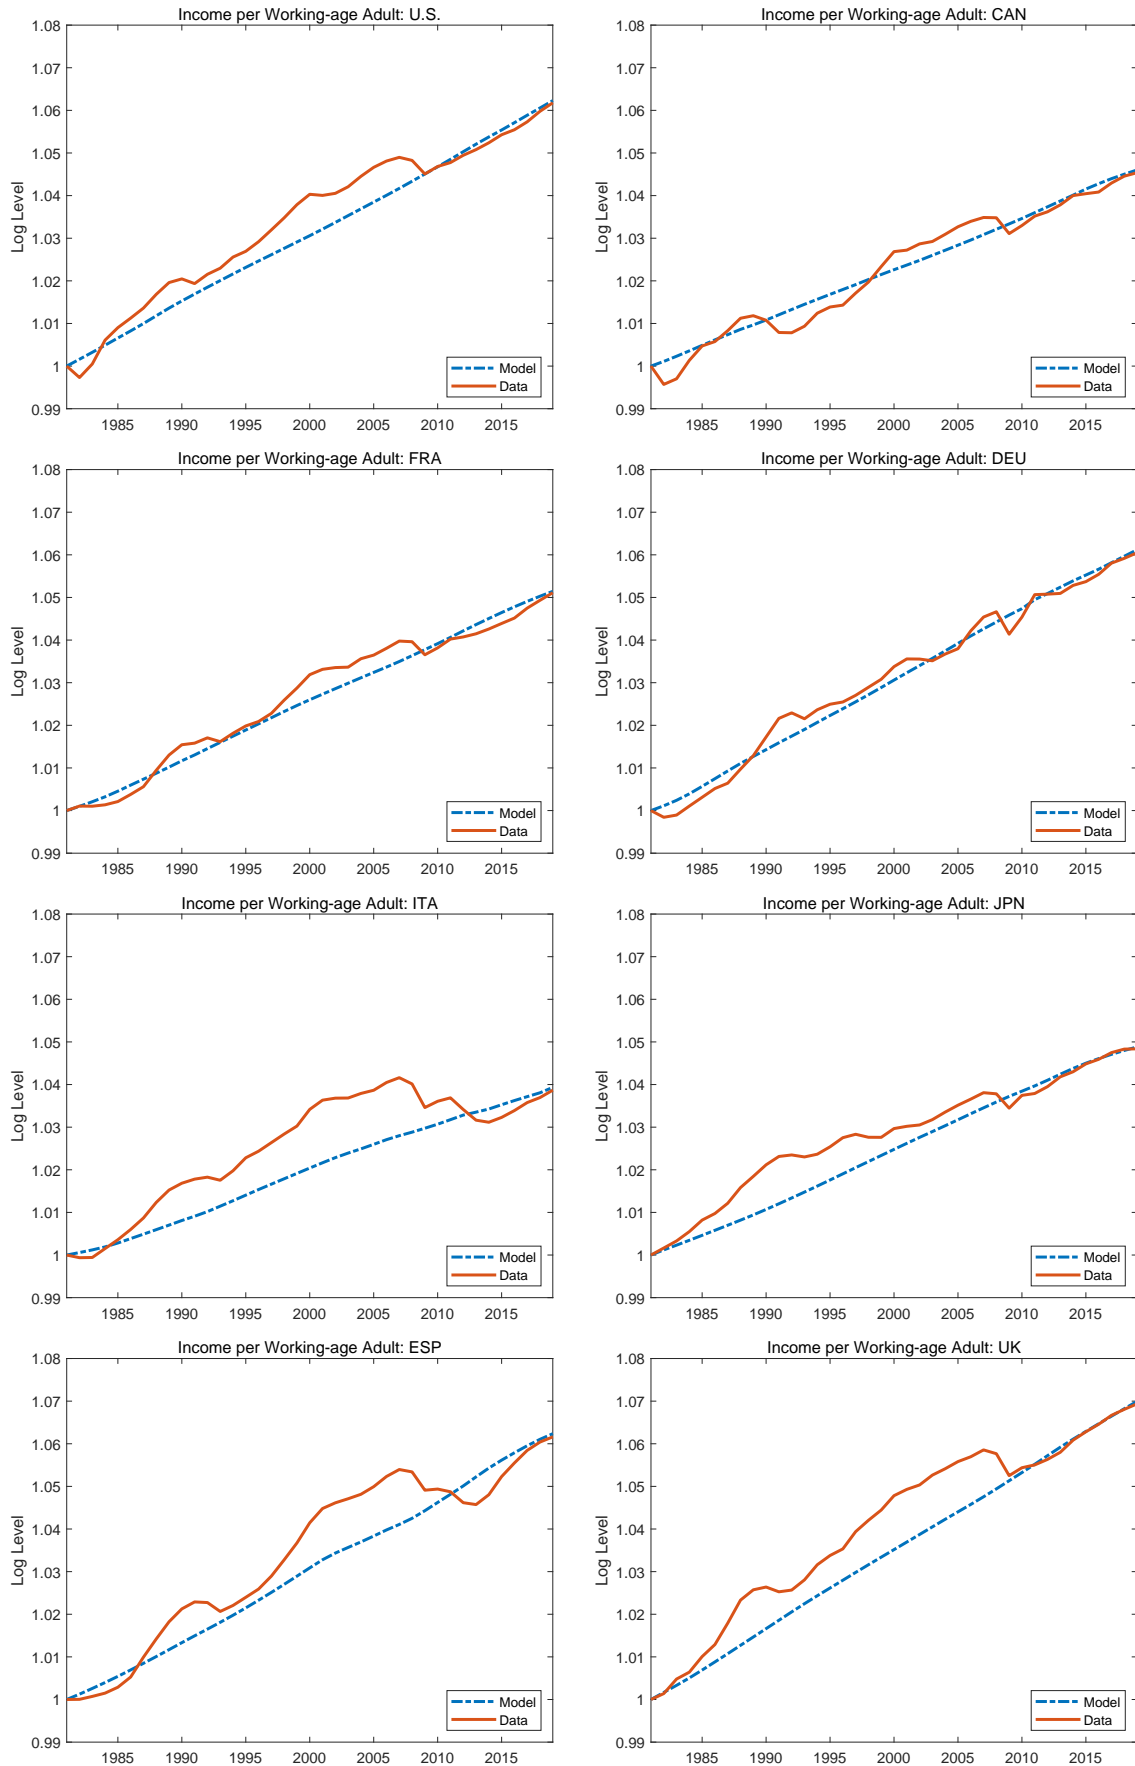 Income per Working-age Adult: U.S.
1.08
1.07
1.06
1.05
1.04
1.03
1.02
1.01
1
0.99
Log Level
Model
Data
1985 1990 1995 2000 2005 2010 2015
Income per Working-age Adult: CAN
1.08
1.07
1.06
1.05
1.04
1.03
1.02
1.01
1
0.99
Log Level
Model
Data
1985 1990 1995 2000 2005 2010 2015
Income per Working-age Adult: FRA
1.08
1.07
1.06
1.05
1.04
1.03
1.02
1.01
1
0.99
Log Level
Model
Data
1985 1990 1995 2000 2005 2010 2015
Income per Working-age Adult: DEU
1.08
1.07
1.06
1.05
1.04
1.03
1.02
1.01
1
0.99
Log Level
Model
Data
1985 1990 1995 2000 2005 2010 2015
Income per Working-age Adult: ITA
1.08
1.07
1.06
1.05
1.04
1.03
1.02
1.01
1
0.99
Log Level
Model
Data
1985 1990 1995 2000 2005 2010 2015
Income per Working-age Adult: JPN
1.08
1.07
1.06
1.05
1.04
1.03
1.02
1.01
1
0.99
Log Level
Model
Data
1985 1990 1995 2000 2005 2010 2015
Income per Working-age Adult: ESP
1.08
1.07
1.06
1.05
1.04
1.03
1.02
1.01
1
0.99
Log Level
Model
Data
1985 1990 1995 2000 2005 2010 2015
Income per Working-age Adult: UK
1.08
1.07
1.06
1.05
1.04
1.03
1.02
1.01
1
0.99
Log Level
Model
Data
1985 1990 1995 2000 2005 2010 2015